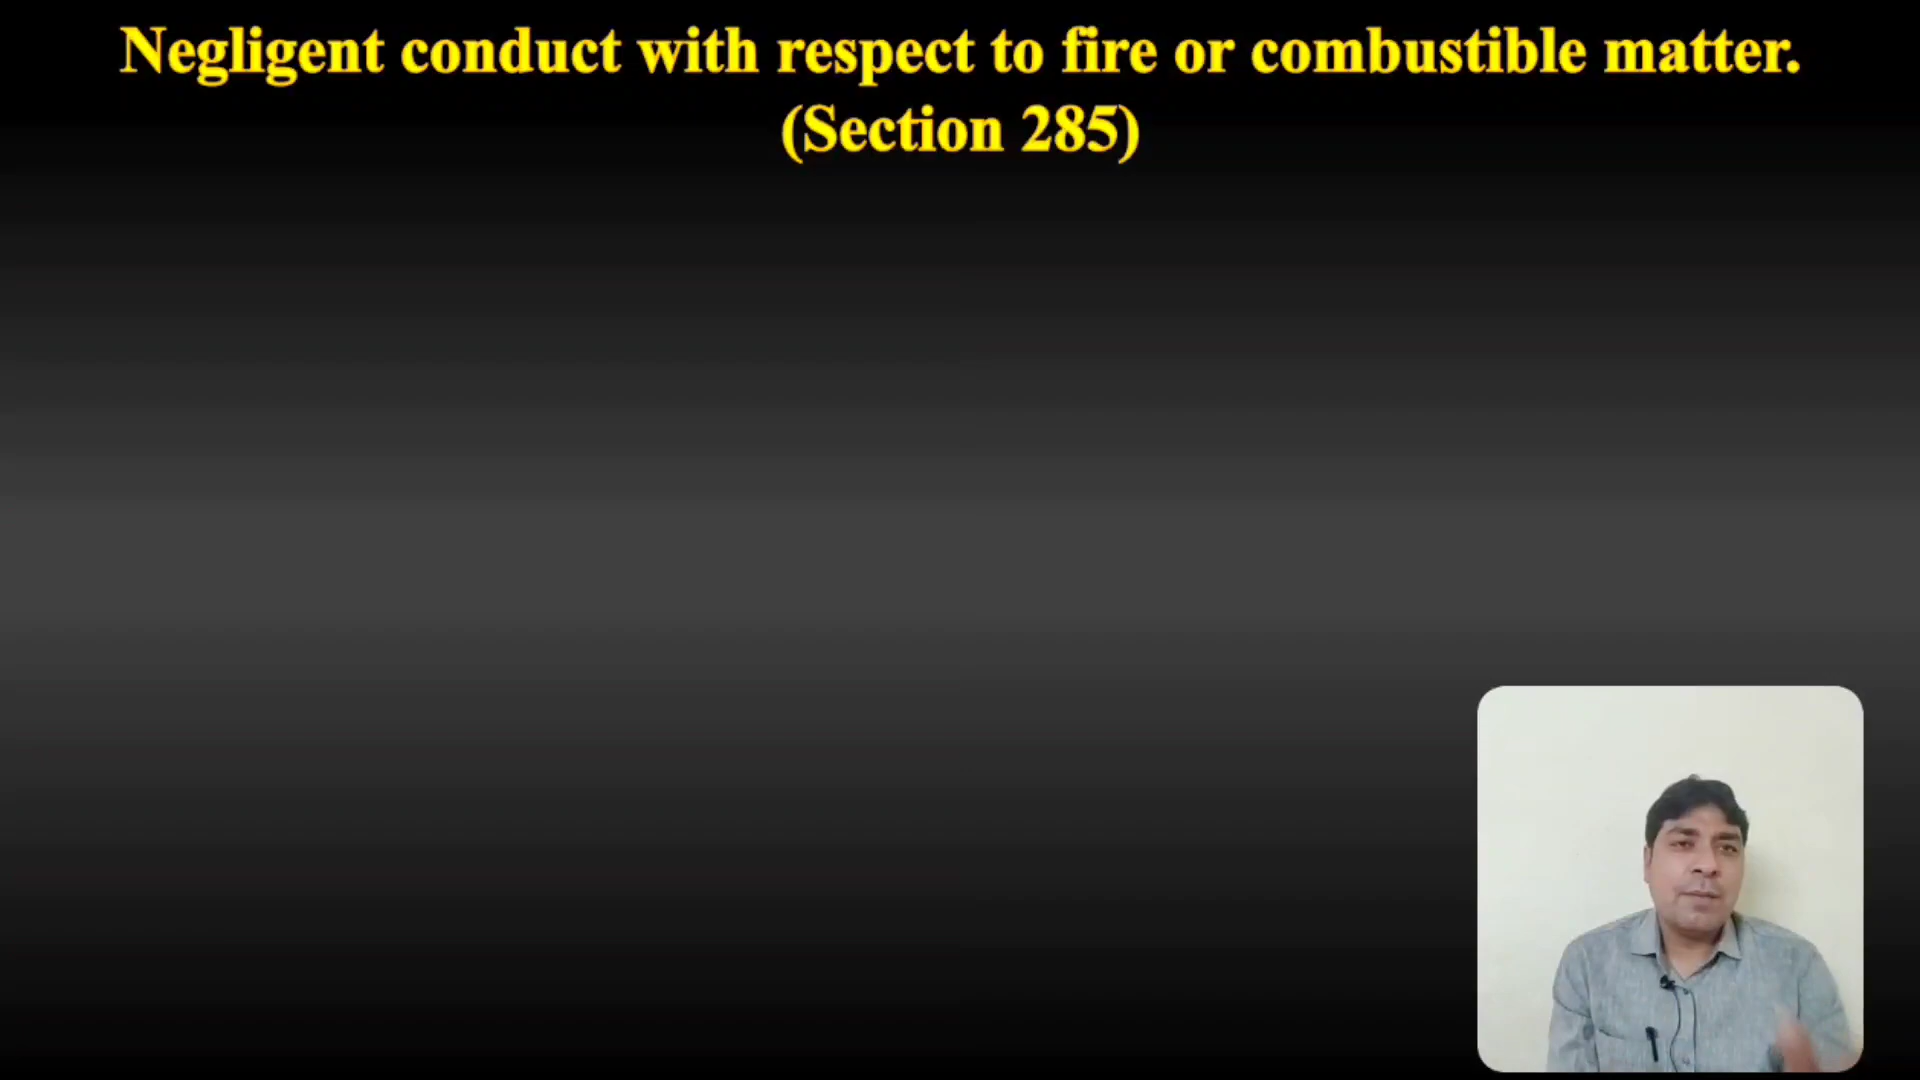 Negligent conduct with respect to fire or combustible matter.
(Section 285)